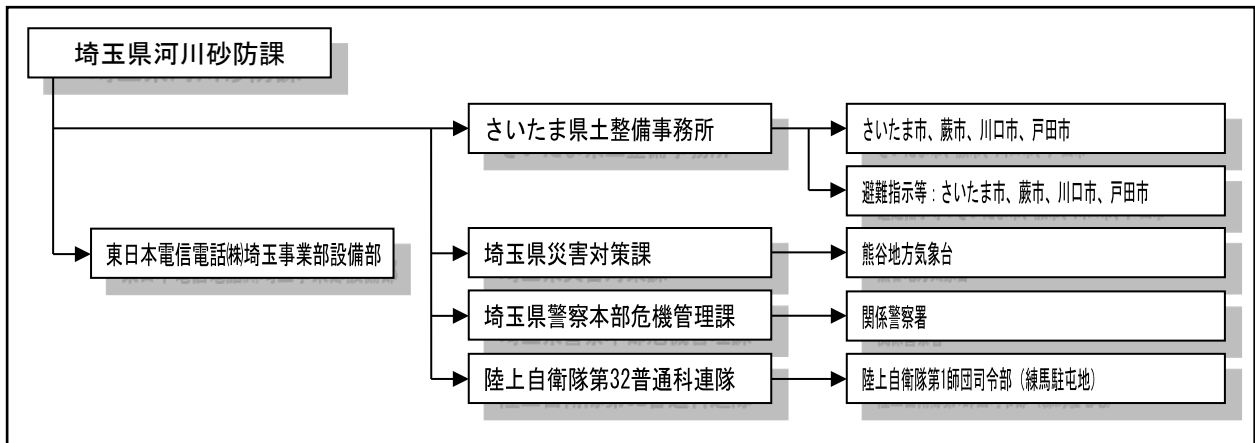 埼玉県河川砂防課
さいたま県土整備事務所
さいたま市、蕨市、川口市、戸田市
避難指示等：さいたま市、蕨市、川口市、戸田市
東日本電信電話㈱埼玉事業部設備部
埼玉県災害対策課
熊谷地方気象台
埼玉県警察本部危機管理課
関係警察署
陸上自衛隊第32普通科連隊
陸上自衛隊第1師団司令部（練馬駐屯地）